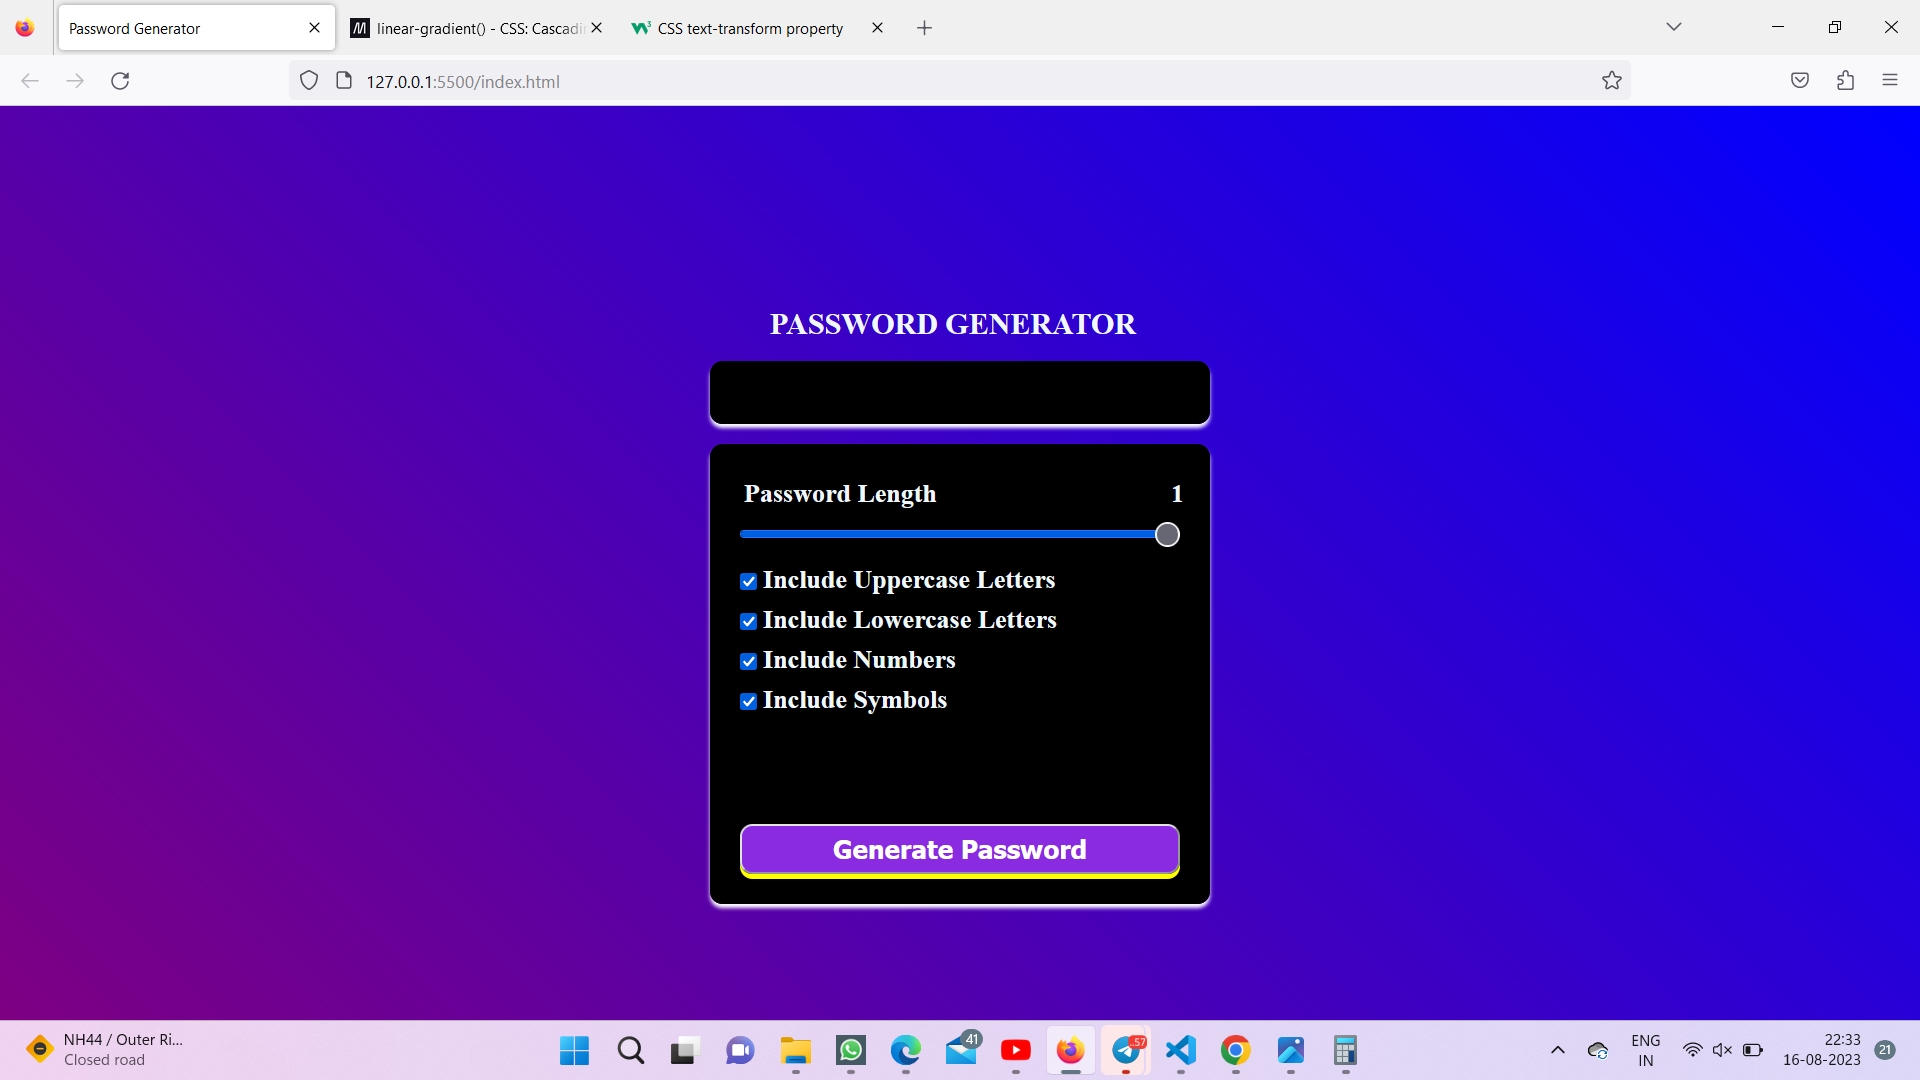 Password Generator
linear-gradient() - CSS: Cascadin
CSS text-transform property
127.0.0.1:5500/index.html
PASSWORD GENERATOR
Password Length 1
Include Uppercase Letters
Include Lowercase Letters
Include Numbers
Include Symbols
Generate Password
NH44 / Outer Ri...
Closed road
41
..57
ENG
IN
22:33
16-08-2023
21